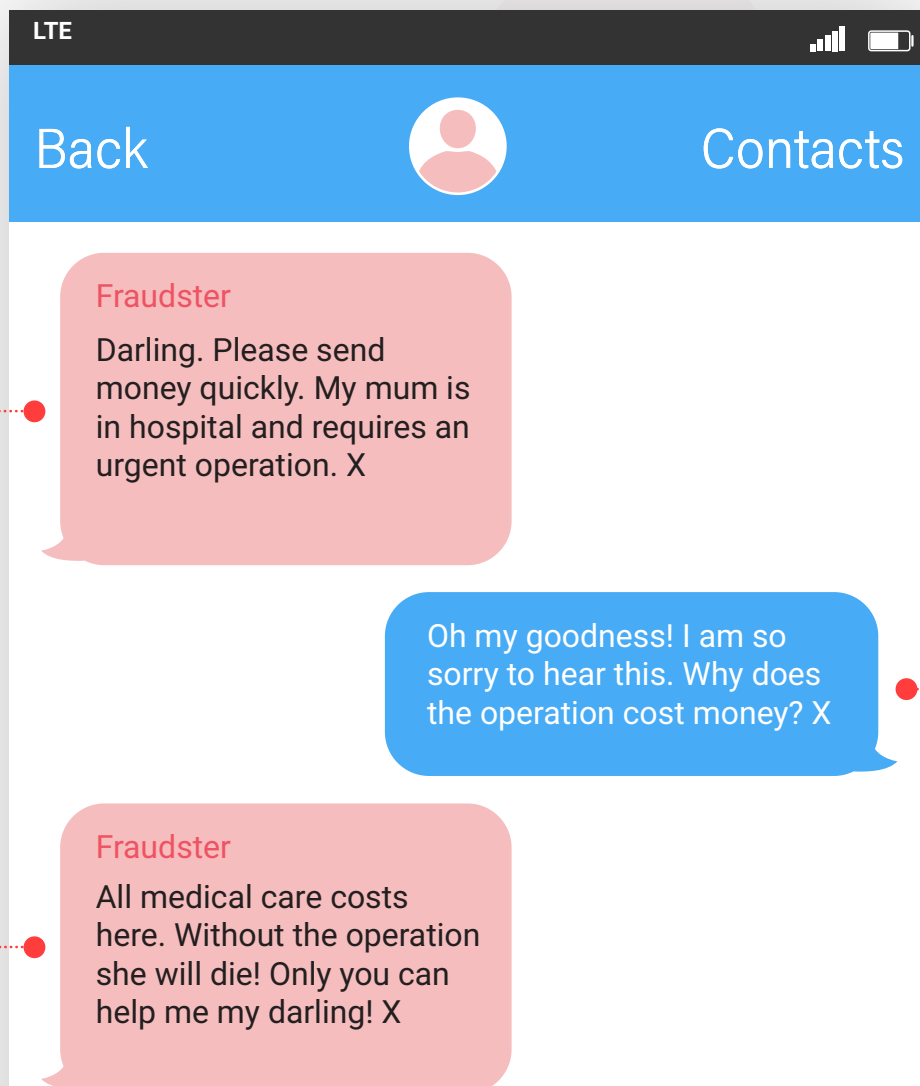 LTE
Back
Contacts
Fraudster
Darling. Please send
money quickly. My mum is
in hospital and requires an
urgent operation. X
Oh my goodness! I am so
sorry to hear this. Why does
the operation cost money? X
Fraudster
All medical care costs
here. Without the operation
she will die! Only you can
help me my darling! X